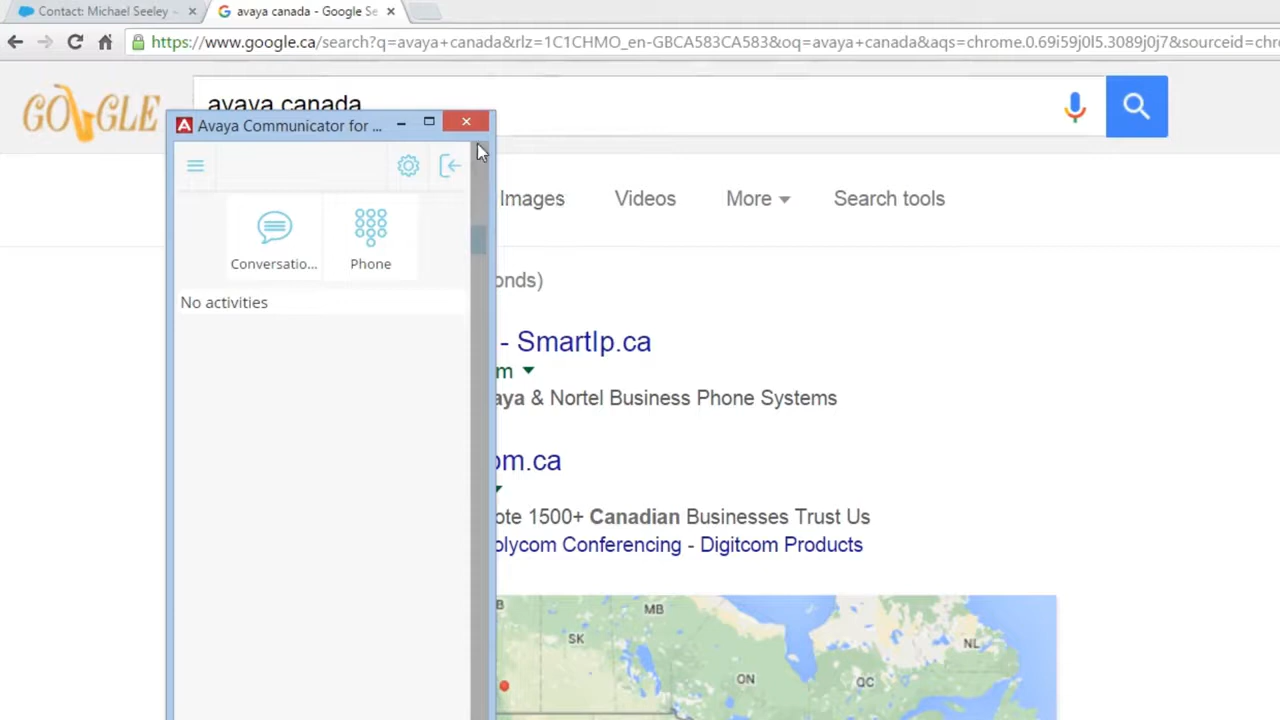 Contact: Michael Seeley
avaya canada - Google Se
https://www.google.ca/search?q=avaya+canada&rlz=1C1CHMO_en-GBCA583CA583&oq=avaya+canada&aqs=chrome.0.69i59j0l5.3089j0j7&sourceid=chr
GOOGLE
avaya canada
Avaya Communicator for ...
Images Videos More Search tools
Conversatio... Phone
onds)
No activities
- SmartIp.ca
m
aya & Nortel Business Phone Systems
om.ca
ote 1500+ Canadian Businesses Trust Us
olycom Conferencing - Digitcom Products
B
MB
SK
NL
ON
QC